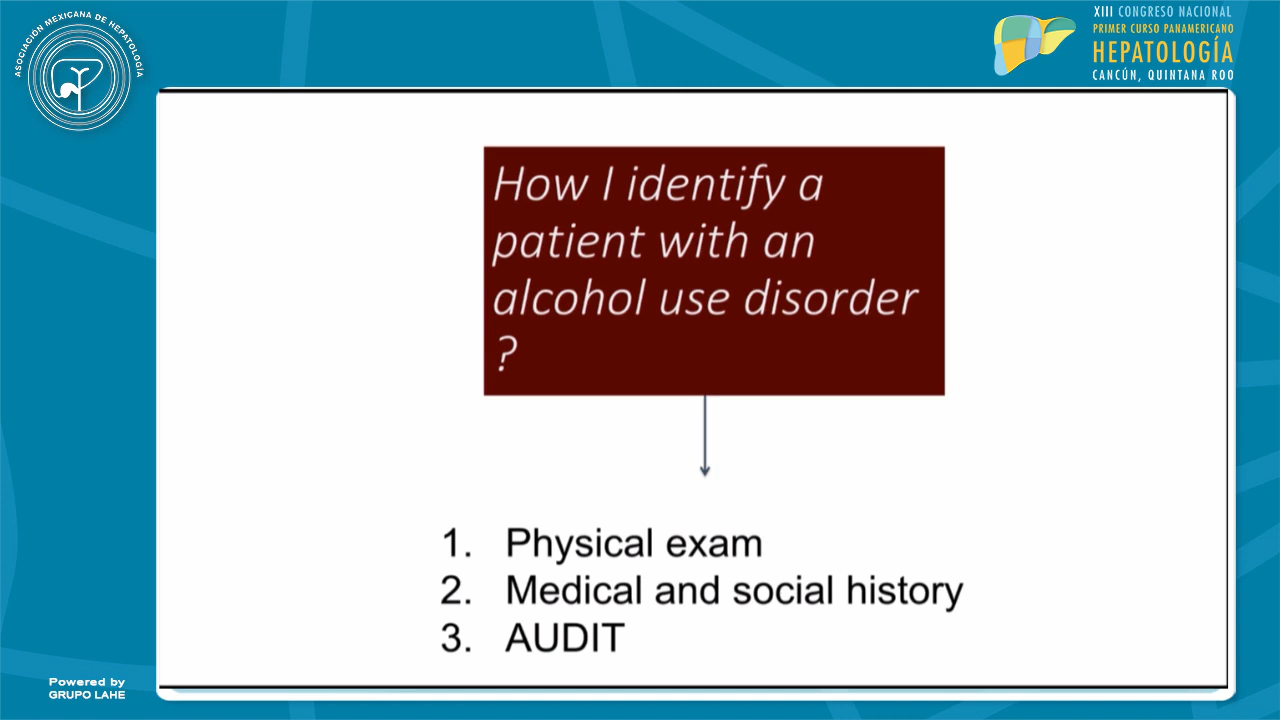 ASOCIACIÓN MEXICANA DE HEPATOLOGÍA
XIII CONGRESO NACIONAL
PRIMER CURSO PANAMERICANO
HEPATOLOGÍA
CANCÚN, QUINTANA ROO
How I identify a
patient with an
alcohol use disorder
?
1. Physical exam
2. Medical and social history
3. AUDIT
Powered by
GRUPO LAHE